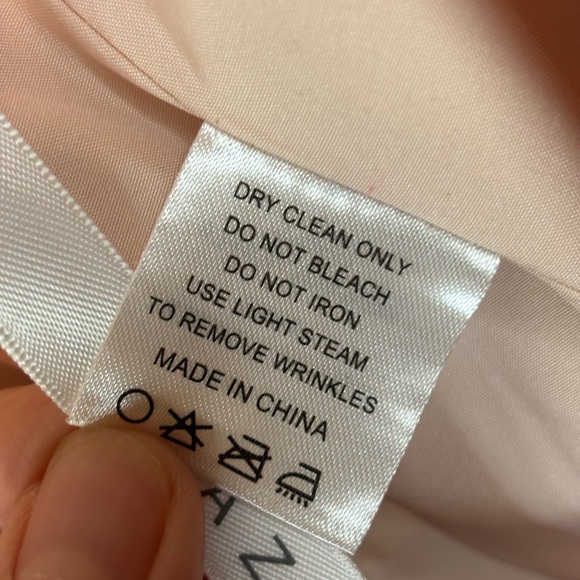 DRY CLEAN ONLY
DO NOT BLEACH
DO NOT IRON
USE LIGHT STEAM
TO REMOVE WRINKLES
MADE IN CHINA